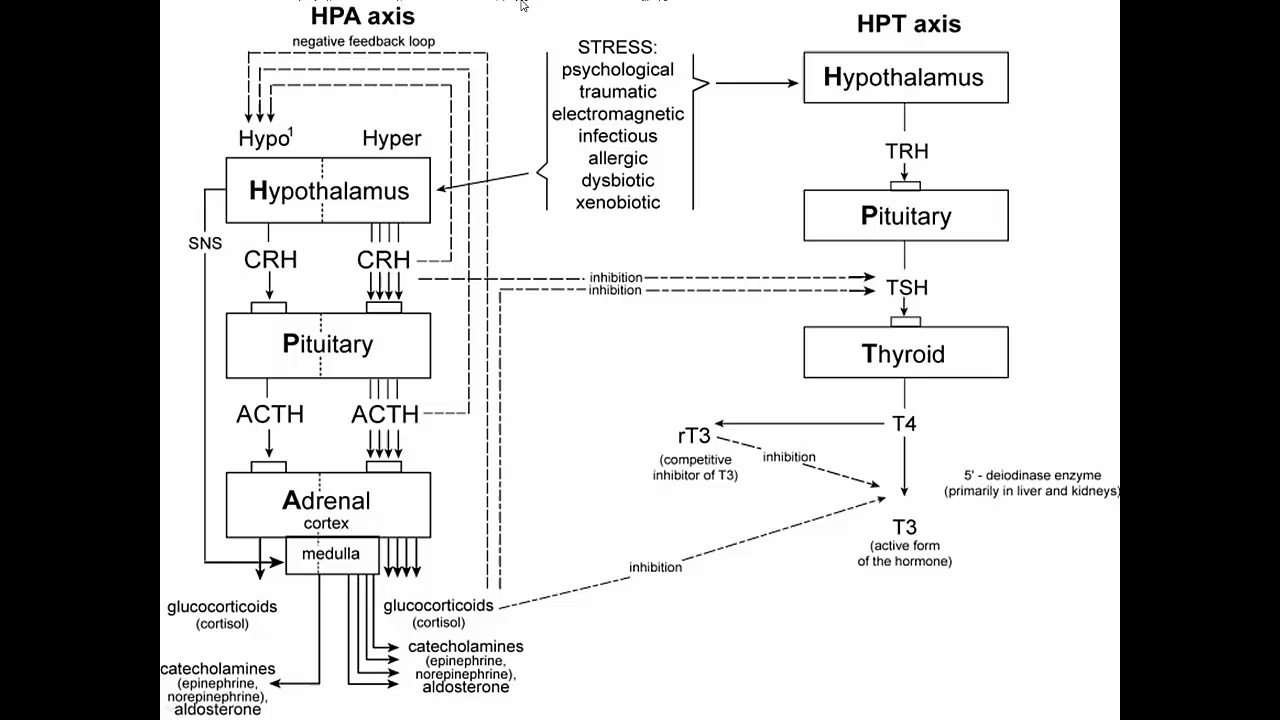 HPA axis
negative feedback loop
Hypo1
Hyper
Hypothalamus
SNS
CRH
CRH
Pituitary
ACTH
ACTH
Adrenal
cortex
medulla
glucocorticoids
(cortisol)
glucocorticoids
(cortisol)
catecholamines
(epinephrine,
norepinephrine),
aldosterone
catecholamines
(epinephrine,
norepinephrine),
aldosterone
STRESS:
psychological
traumatic
electromagnetic
infectious
allergic
dysbiotic
xenobiotic
inhibition
inhibition
inhibition
HPT axis
Hypothalamus
TRH
Pituitary
TSH
Thyroid
T4
rT3
(competitive
inhibitor of T3)
inhibition
5' - deiodinase enzyme
(primarily in liver and kidneys)
T3
(active form
of the hormone)